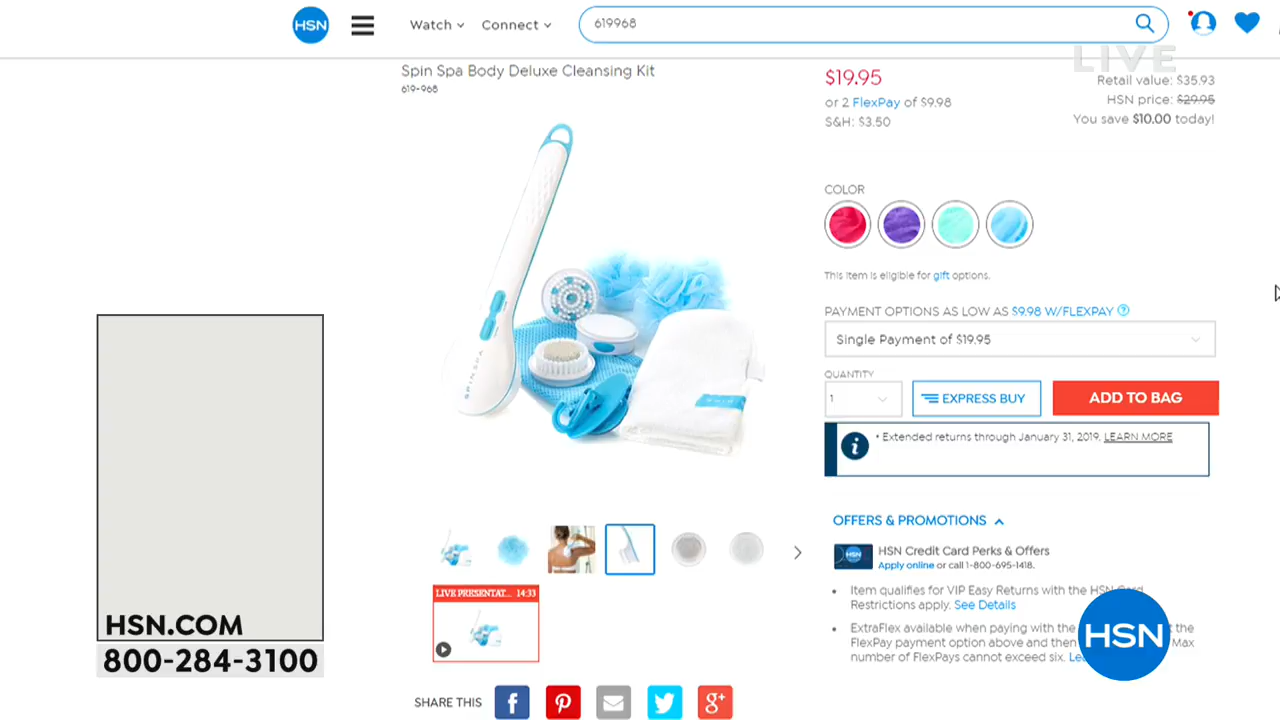 HSN
Watch
Connect
619968
LIVE
Spin Spa Body Deluxe Cleansing Kit
619-968
$19.95
or 2 FlexPay of $9.98
S&H: $3.50
Retail value: $35.93
HSN price: $29.95
You save $10.00 today!
COLOR
This item is eligible for gift options.
PAYMENT OPTIONS AS LOW AS $9.98 W/FLEXPAY ?
Single Payment of $19.95
QUANTITY
1
EXPRESS BUY
ADD TO BAG
• Extended returns through January 31, 2019. LEARN MORE
SPINSPA
OFFERS & PROMOTIONS
HSN
HSN Credit Card Perks & Offers
Apply online or call 1-800-695-1418.
• Item qualifies for VIP Easy Returns with the HSN Card
Restrictions apply. See Details
• ExtraFlex available when paying with the
FlexPay payment option above and then
number of FlexPays cannot exceed six.
the
Max
HSN
LIVE PRESENTAT... 14:33
HSN.COM
800-284-3100
SHARE THIS
f
g+